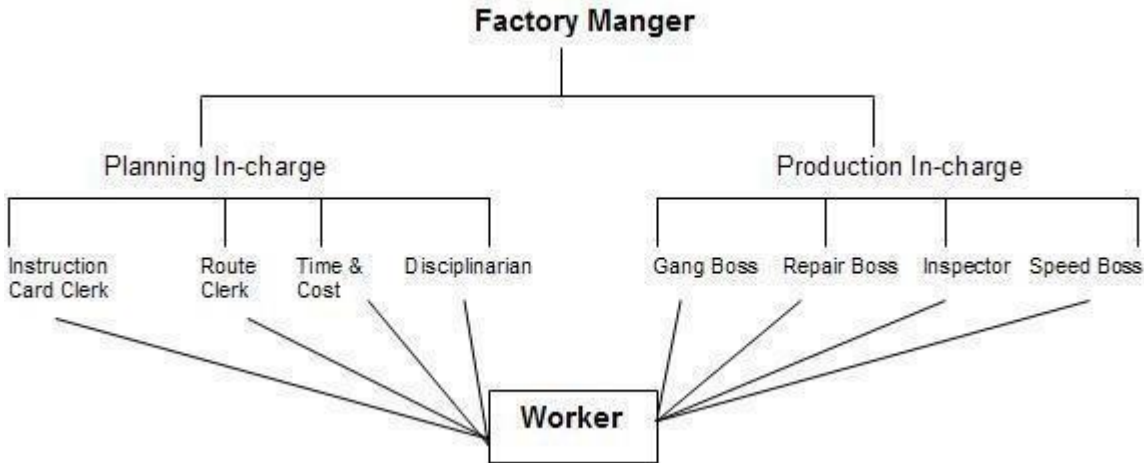 Factory Manger
Planning In-charge
Production In-charge
Instruction
Card Clerk
Route
Clerk
Time &
Cost
Disciplinarian
Gang Boss
Repair Boss
Inspector
Speed Boss
Worker